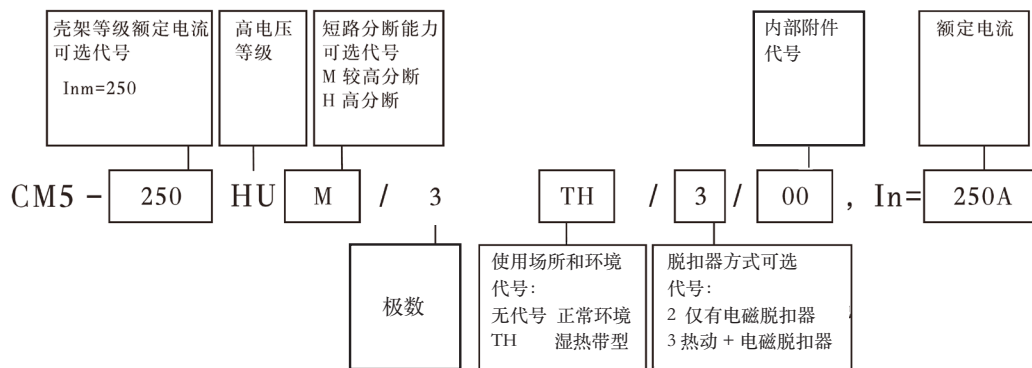 壳架等级额定电流
可选代号
Inm=250
高电压
等级
短路分断能力
可选代号
M 较高分断
H 高分断
内部附件
代号
额定电流
CM5-250 HU M / 3 TH / 3 / 00 , In= 250A
极数
使用场所和环境
代号:
无代号 正常环境
TH 湿热带型
脱扣器方式可选
代号:
2 仅有电磁脱扣器
3 热动 + 电磁脱扣器